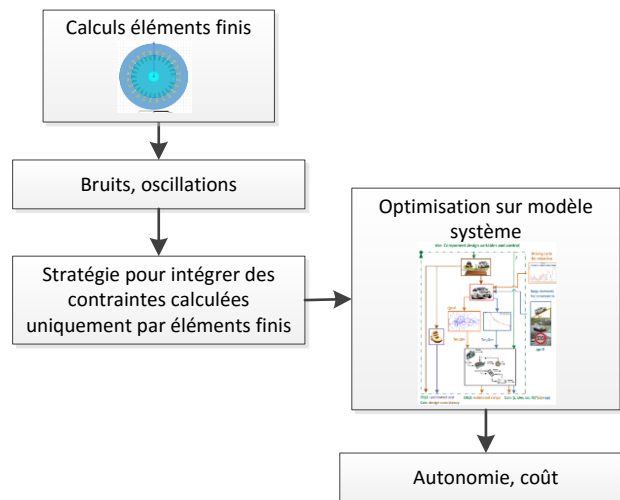 Calculs éléments finis
Bruits, oscillations
Stratégie pour intégrer des
contraintes calculées
uniquement par éléments finis
Optimisation sur modèle
système
Autonomie, coût